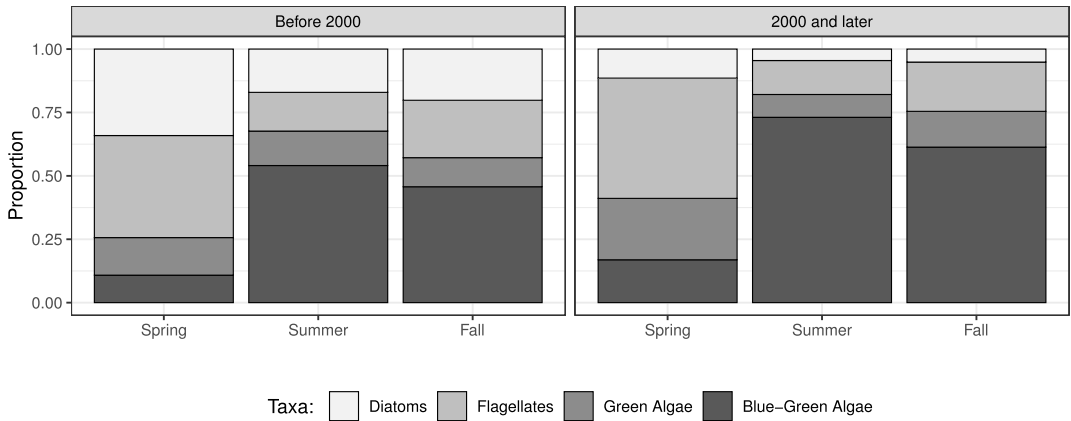 Before 2000
2000 and later
Proportion
1.00
0.75
0.50
0.25
0.00
Spring Summer Fall
Spring Summer Fall
Taxa: Diatoms Flagellates Green Algae Blue−Green Algae